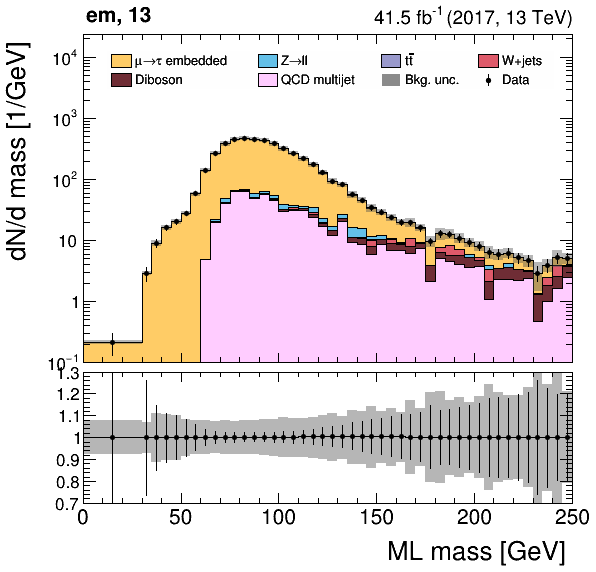 em, 13 41.5 fb⁻¹ (2017, 13 TeV)
dN/d mass [1/GeV]
10⁴
μ→τ embedded Z→ll tt̄ W+jets
Diboson QCD multijet Bkg. unc. Data
10³
10²
10
1
10⁻¹
1.3
1.2
1.1
1
0.9
0.8
0.7
0 50 100 150 200 250
ML mass [GeV]